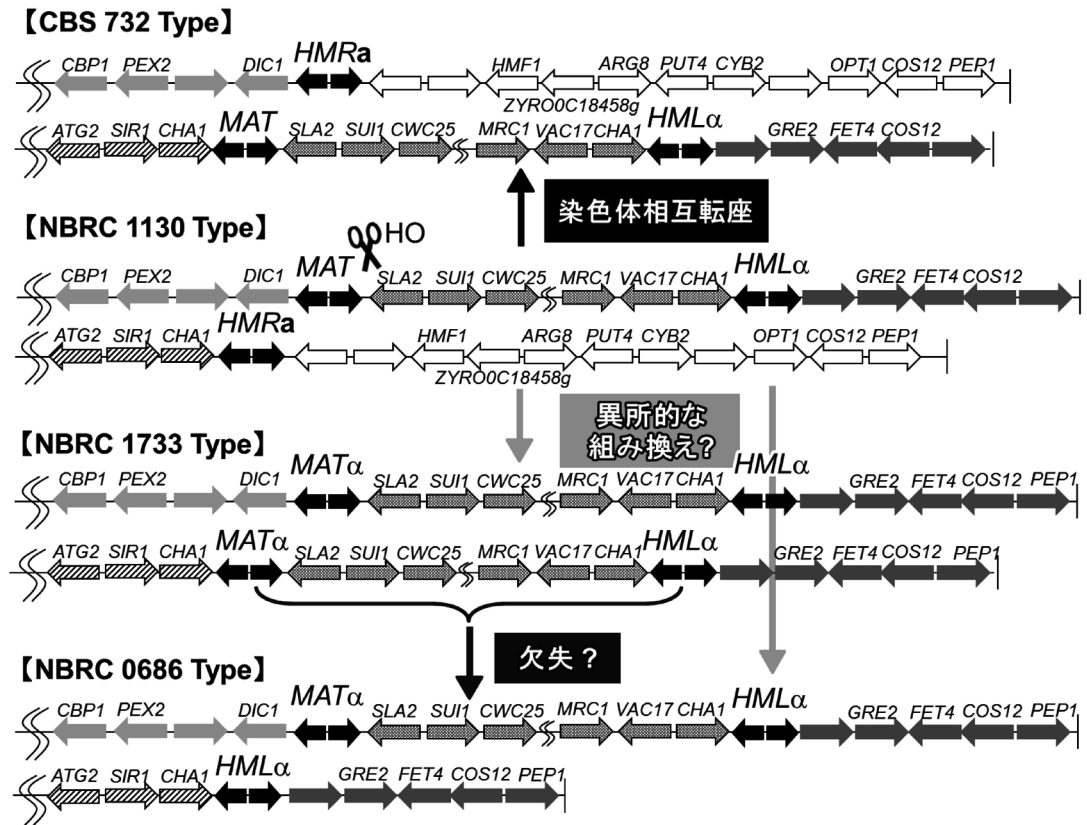 【CBS 732 Type】
CBP1 PEX2 DIC1 HMRa HMF1 ARG8 PUT4 CYB2 OPT1 COS12 PEP1
ZYRO0C18458g
ATG2 SIR1 CHA1 MAT SLA2 SUI1 CWC25 MRC1 VAC17 CHA1 HMLα GRE2 FET4 COS12
染色体相互転座
【NBRC 1130 Type】
HO
CBP1 PEX2 DIC1 MAT SLA2 SUI1 CWC25 MRC1 VAC17 CHA1 HMLα GRE2 FET4 COS12
ATG2 SIR1 CHA1 HMRa HMF1 ARG8 PUT4 CYB2 OPT1 COS12 PEP1
ZYRO0C18458g
異所的な
組み換え?
【NBRC 1733 Type】
CBP1 PEX2 DIC1 MATα SLA2 SUI1 CWC25 MRC1 VAC17 CHA1 HMLα GRE2 FET4 COS12 PEP1
ATG2 SIR1 CHA1 MATα SLA2 SUI1 CWC25 MRC1 VAC17 CHA1 HMLα GRE2 FET4 COS12 PEP1
欠失?
【NBRC 0686 Type】
CBP1 PEX2 DIC1 MATα SLA2 SUI1 CWC25 MRC1 VAC17 CHA1 HMLα GRE2 FET4 COS12 PEP1
ATG2 SIR1 CHA1 HMLα GRE2 FET4 COS12 PEP1